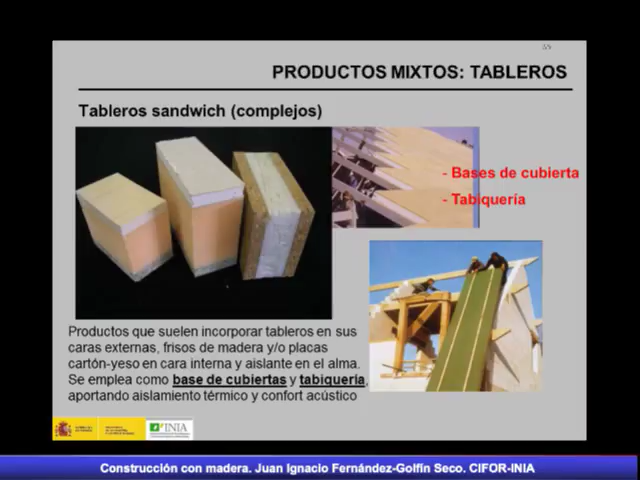 PRODUCTOS MIXTOS: TABLEROS
Tableros sandwich (complejos)
- Bases de cubierta
- Tabiquería
Productos que suelen incorporar tableros en sus
caras externas, frisos de madera y/o placas
cartón-yeso en cara interna y aislante en el alma.
Se emplea como base de cubiertas y tabiquería,
aportando aislamiento térmico y confort acústico
INIA
Construcción con madera. Juan Ignacio Fernández-Golfín Seco. CIFOR-INIA